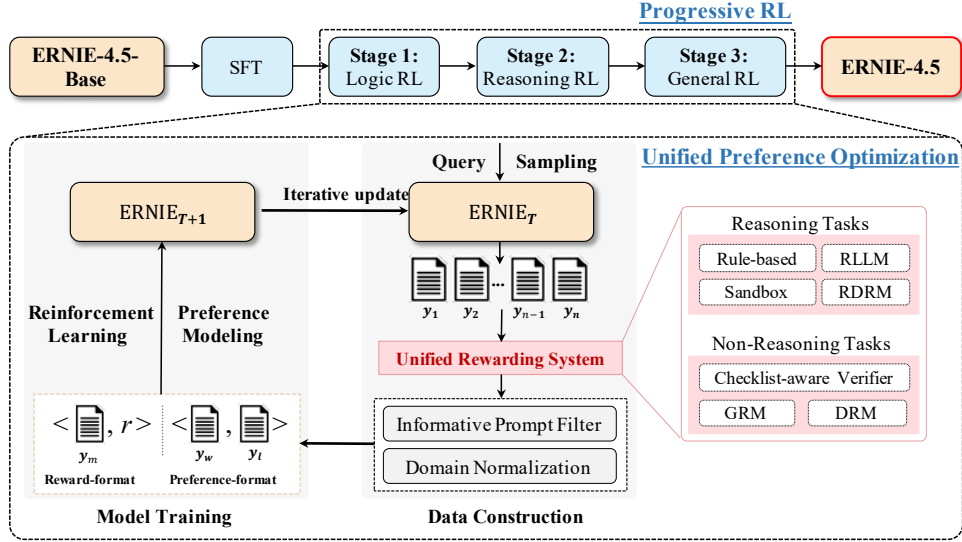 Progressive RL
ERNIE-4.5-
Base
SFT
Stage 1:
Logic RL
Stage 2:
Reasoning RL
Stage 3:
General RL
ERNIE-4.5
Unified Preference Optimization
Query Sampling
ERNIE_{T+1}
Iterative update
ERNIE_T
y_1 y_2 ... y_{n-1} y_n
Reinforcement
Learning
Preference
Modeling
Unified Rewarding System
Reasoning Tasks
Rule-based RLLM
Sandbox RDRM
Non-Reasoning Tasks
Checklist-aware Verifier
GRM DRM
Informative Prompt Filter
Domain Normalization
< , r > < , >
y_m y_w y_l
Reward-format Preference-format
Model Training
Data Construction